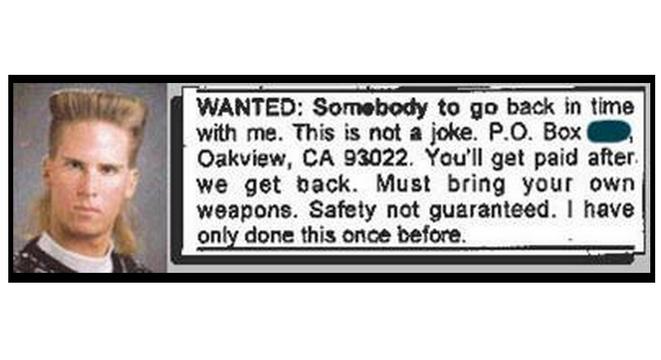 WANTED: Somebody to go back in time
with me. This is not a joke. P.O. Box ,
Oakview, CA 93022. You'll get paid after
we get back. Must bring your own
weapons. Safety not guaranteed. I have
only done this once before.